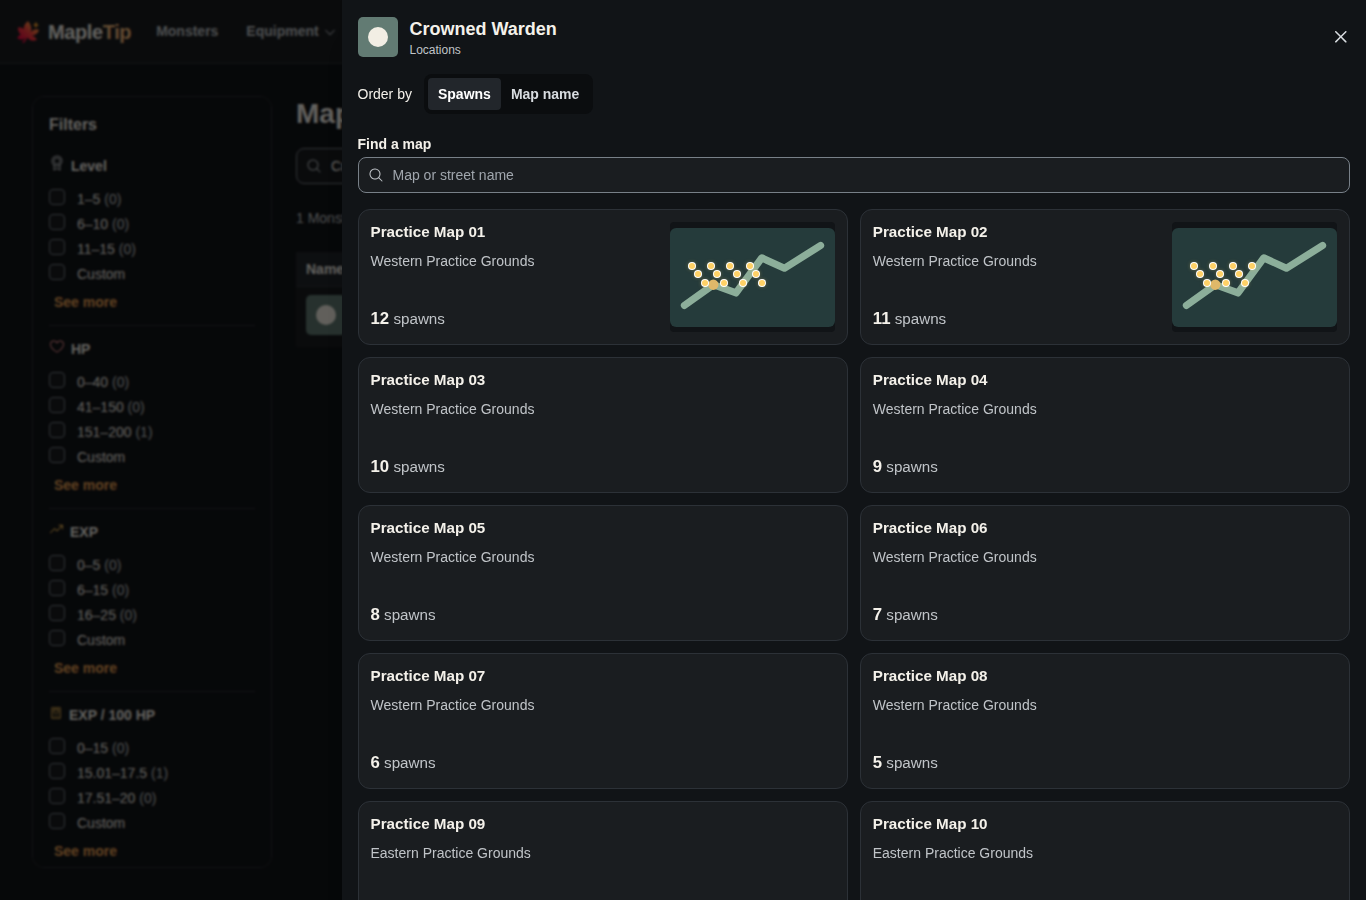 MapleTip
Monsters
Equipment
Filters
Level
1–5 (0)
6–10 (0)
11–15 (0)
Custom
See more
HP
0–40 (0)
41–150 (0)
151–200 (1)
Custom
See more
EXP
0–5 (0)
6–15 (0)
16–25 (0)
Custom
See more
EXP / 100 HP
0–15 (0)
15.01–17.5 (1)
17.51–20 (0)
Custom
See more
Name
Crowned Warden
Locations
Order by
Spawns
Map name
Find a map
Map or street name
Practice Map 01
Western Practice Grounds
12 spawns
Practice Map 02
Western Practice Grounds
11 spawns
Practice Map 03
Western Practice Grounds
10 spawns
Practice Map 04
Western Practice Grounds
9 spawns
Practice Map 05
Western Practice Grounds
8 spawns
Practice Map 06
Western Practice Grounds
7 spawns
Practice Map 07
Western Practice Grounds
6 spawns
Practice Map 08
Western Practice Grounds
5 spawns
Practice Map 09
Eastern Practice Grounds
Practice Map 10
Eastern Practice Grounds